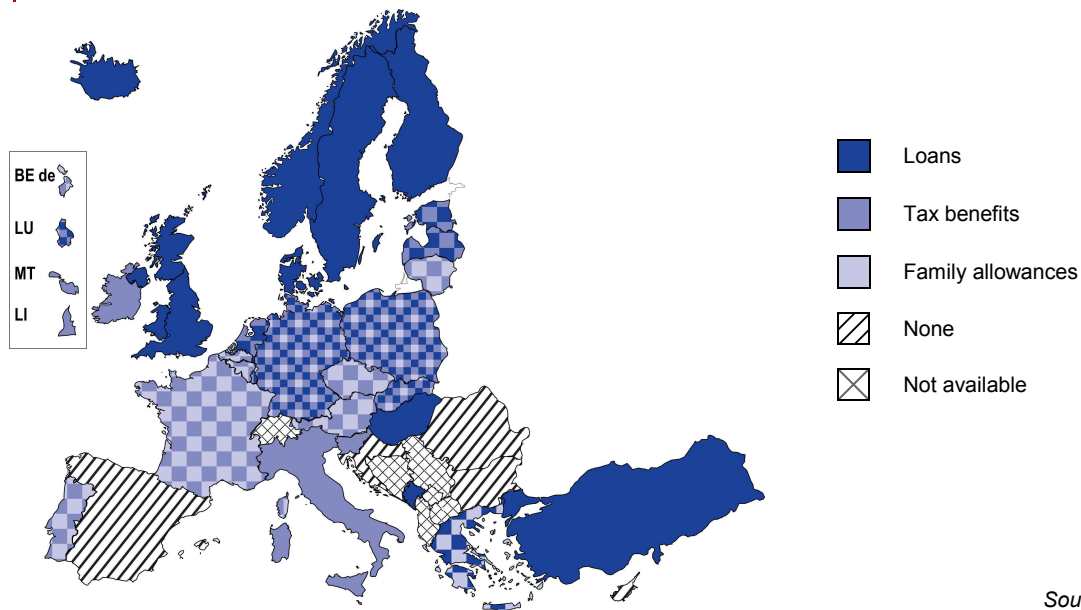 BE de
LU
MT
LI
Loans
Tax benefits
Family allowances
None
Not available
Sou